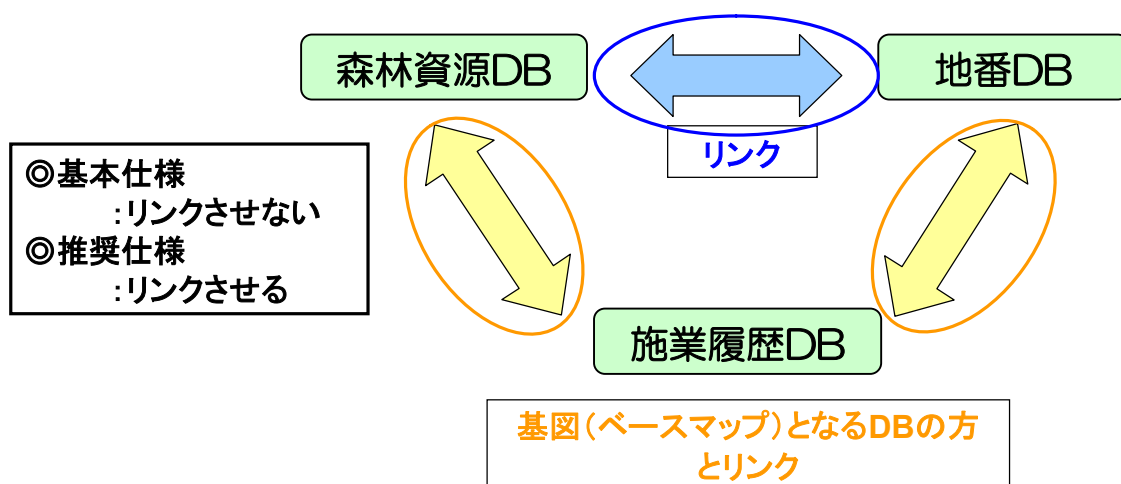 森林資源DB
地番DB
リンク
◎基本仕様
:リンクさせない
◎推奨仕様
:リンクさせる
施業履歴DB
基図(ベースマップ)となるDBの方
とリンク